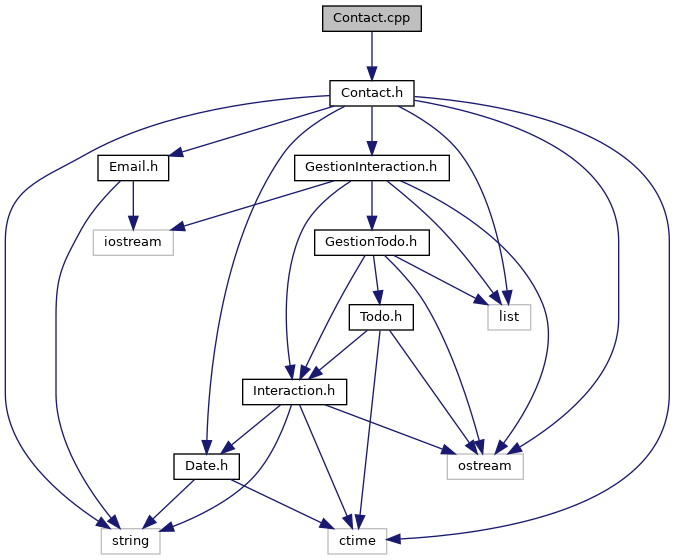 Contact.cpp
Contact.h
Email.h
GestionInteraction.h
iostream
GestionTodo.h
Todo.h
list
Interaction.h
Date.h
ostream
string
ctime